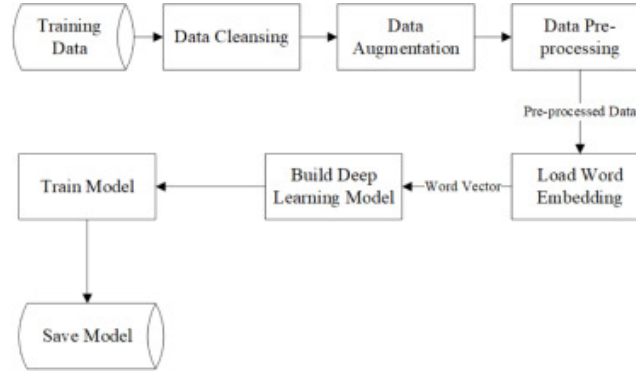 Training
Data
Data Cleansing
Data
Augmentation
Data Pre-
processing
Pre-processed Data
Load Word
Embedding
Word Vector
Build Deep
Learning Model
Train Model
Save Model